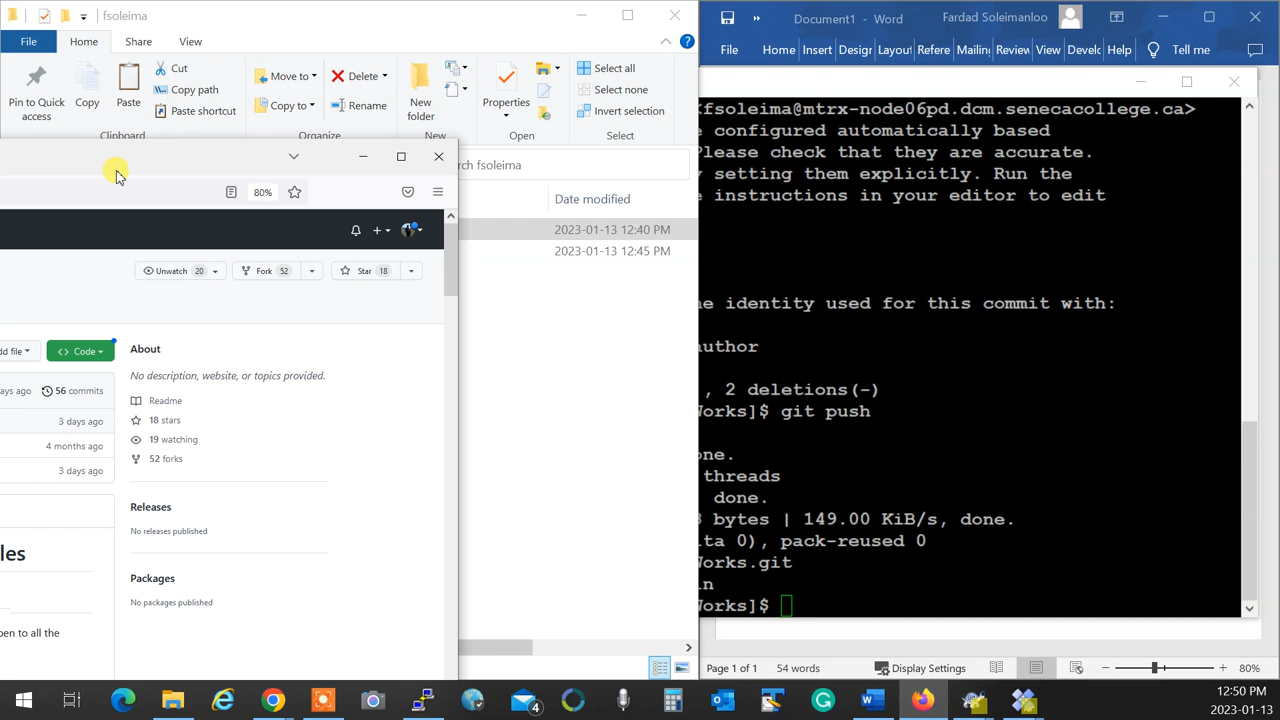 fsoleima
File Home Share View
Pin to Quick access
Copy
Paste
Cut
Copy path
Paste shortcut
Clipboard
Move to
Copy to
Delete
Rename
Organize
New folder
New
Properties
Open
Select all
Select none
Invert selection
Select
rch fsoleima
Date modified
2023-01-13 12:40 PM
2023-01-13 12:45 PM
80%
Unwatch 20
Fork 52
Star 18
dd file
Code
ays ago 56 commits
3 days ago
4 months ago
3 days ago
les
pen to all the
About
No description, website, or topics provided.
Readme
18 stars
19 watching
52 forks
Releases
No releases published
Packages
No packages published
Document1 - Word Fardad Soleimanloo
File Home Insert Desigr Layou Refere Mailin Review View Develc Help Tell me
<fsoleima@mtrx-node06pd.dcm.senecacollege.ca>
e configured automatically based
Please check that they are accurate.
y setting them explicitly. Run the
e instructions in your editor to edit
he identity used for this commit with:
author
, 2 deletions(-)
Works]$ git push
one.
threads
done.
8 bytes | 149.00 KiB/s, done.
lta 0), pack-reused 0
Works.git
in
Works]$
Page 1 of 1 54 words Display Settings 80%
4
12:50 PM
2023-01-13